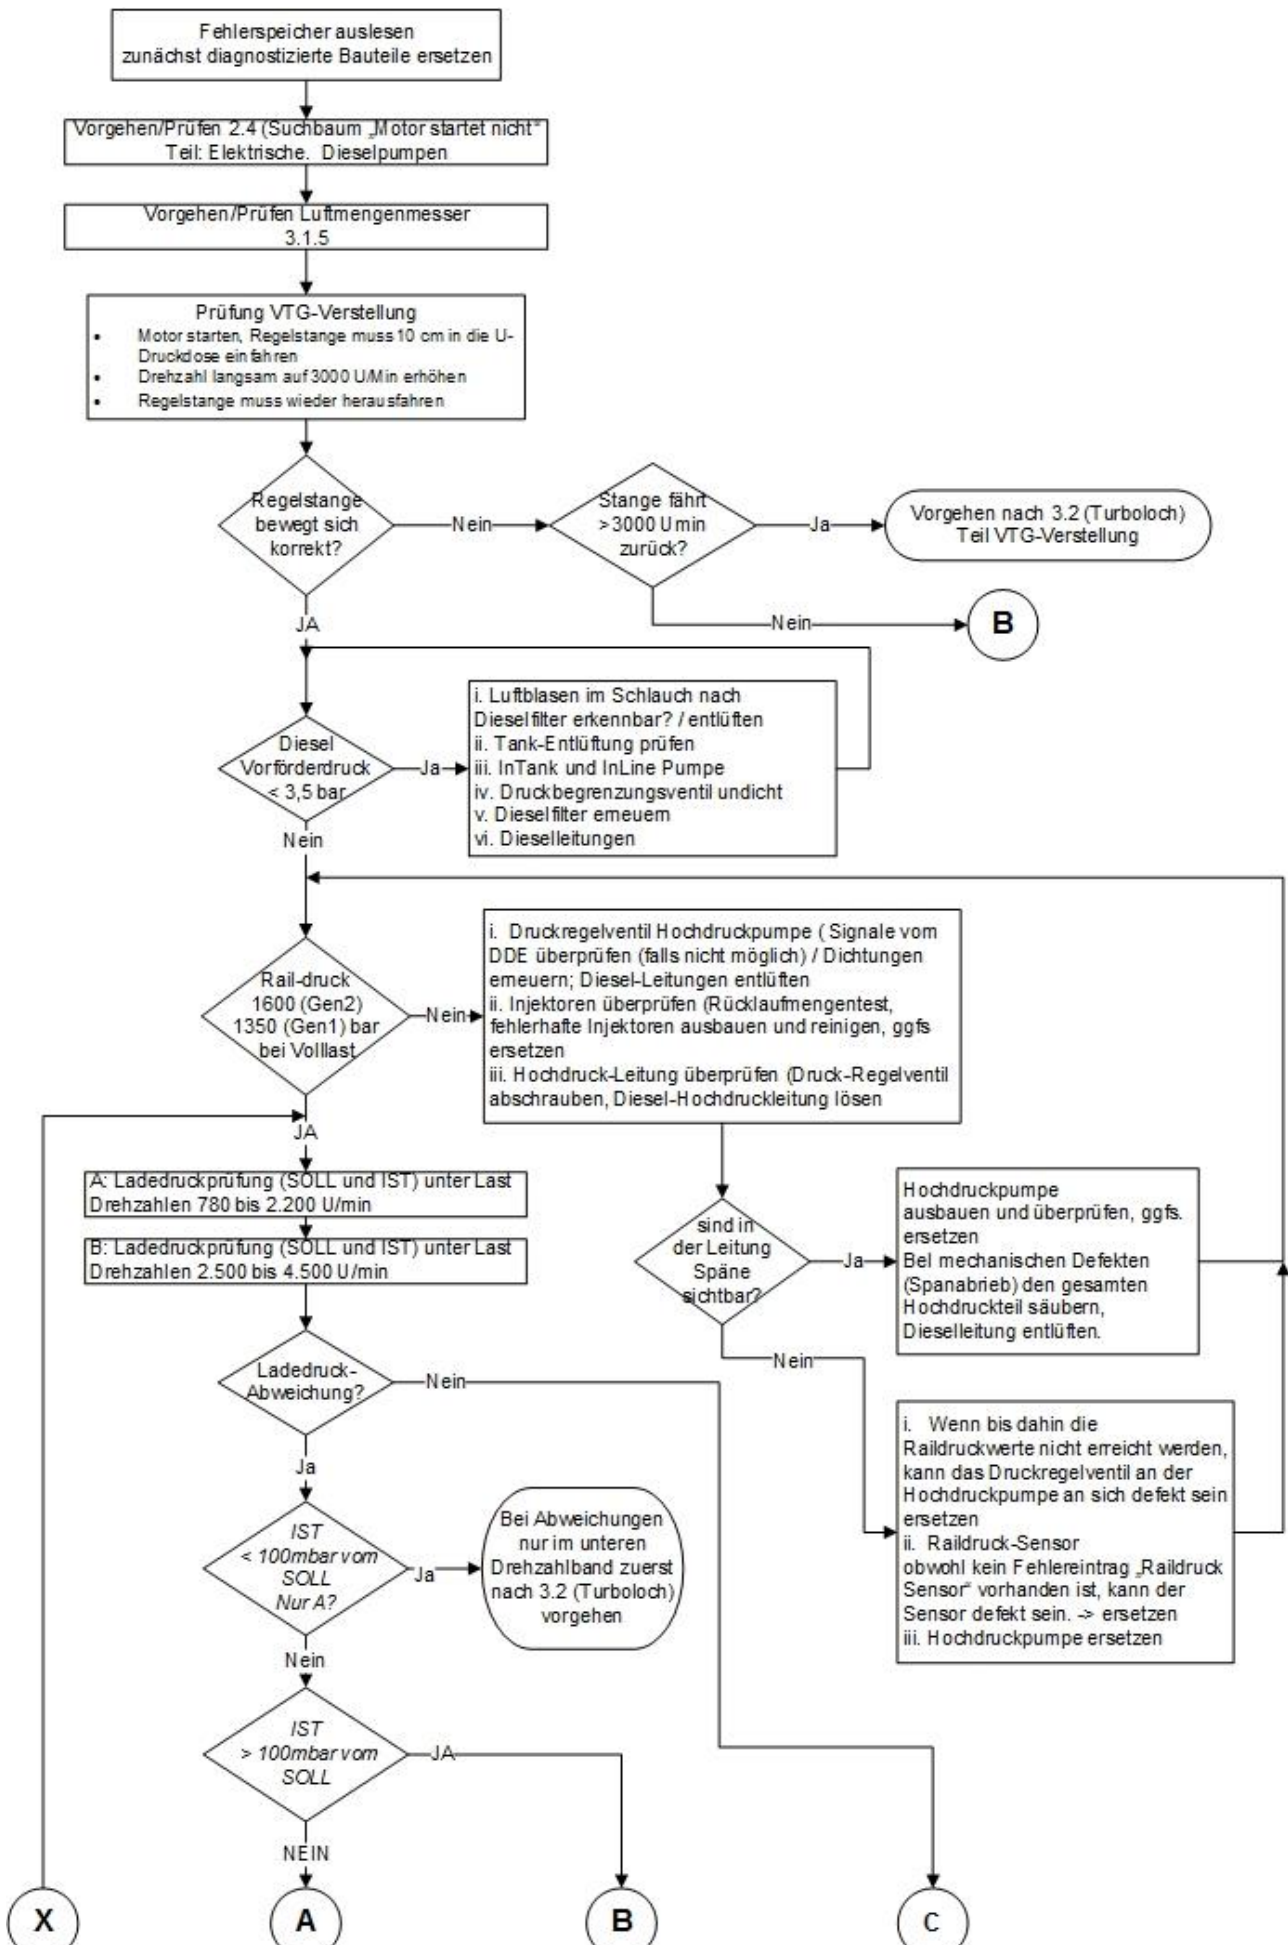 Fehlerspeicher auslesen
zunächst diagnostizierte Bauteile ersetzen
Vorgehen/Prüfen 2.4 (Suchbaum „Motor startet nicht“
Teil: Elektrische. Dieselpumpen
Vorgehen/Prüfen Luftmengenmesser
3.1.5
Prüfung VTG-Verstellung
• Motor starten, Regelstange muss 10 cm in die U-
Druckdose einfahren
• Drehzahl langsam auf 3000 U/Min erhöhen
• Regelstange muss wieder herausfahren
Regelstange
bewegt sich
korrekt?
Nein
Stange fährt
>3000 U min
zurück?
Ja
Vorgehen nach 3.2 (Turboloch)
Teil VTG-Verstellung
Nein
B
JA
Diesel
Vorförderdruck
< 3,5 bar
Ja
i. Luftblasen im Schlauch nach
Dieselfilter erkennbar? / entlüften
ii. Tank-Entlüftung prüfen
iii. InTank und InLine Pumpe
iv. Druckbegrenzungsventil undicht
v. Dieselfilter erneuern
vi. Dieselleitungen
Nein
Rail-druck
1600 (Gen2)
1350 (Gen1) bar
bei Volllast
Nein
i. Druckregelventil Hochdruckpumpe ( Signale vom
DDE überprüfen (falls nicht möglich) / Dichtungen
erneuern; Diesel-Leitungen entlüften
ii. Injektoren überprüfen (Rücklaufmengentest,
fehlerhafte Injektoren ausbauen und reinigen, ggfs
ersetzen
iii. Hochdruck-Leitung überprüfen (Druck-Regelventil
abschrauben, Diesel-Hochdruckleitung lösen
JA
A: Ladedruckprüfung (SOLL und IST) unter Last
Drehzahlen 780 bis 2.200 U/min
B: Ladedruckprüfung (SOLL und IST) unter Last
Drehzahlen 2.500 bis 4.500 U/min
sind in
der Leitung
Späne
sichtbar?
Ja
Hochdruckpumpe
ausbauen und überprüfen, ggfs.
ersetzen
Bei mechanischen Defekten
(Spanabrieb) den gesamten
Hochdruckteil säubern,
Dieselleitung entlüften.
Nein
Ladedruck-
Abweichung?
Nein
i. Wenn bis dahin die
Raildruckwerte nicht erreicht werden,
kann das Druckregelventil an der
Hochdruckpumpe an sich defekt sein
ersetzen
ii. Raildruck-Sensor
obwohl kein Fehlereintrag „Raildruck
Sensor“ vorhanden ist, kann der
Sensor defekt sein. -> ersetzen
iii. Hochdruckpumpe ersetzen
Ja
IST
< 100mbar vom
SOLL
Nur A?
Ja
Bei Abweichungen
nur im unteren
Drehzahlband zuerst
nach 3.2 (Turboloch)
vorgehen
Nein
IST
> 100mbar vom
SOLL
JA
NEIN
X
A
B
C